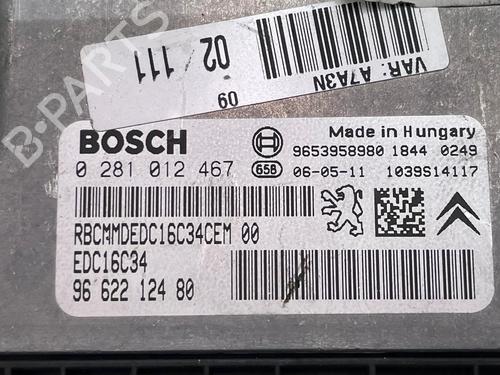 B-PARTS
02 / 111
09
VAR: A7A3N
BOSCH
Made in Hungary
9653958980 1844 0249
0 281 012 467
658
06-05-11 1039S14117
RBCMMDEDC16C34CEM 00
EDC16C34
96 622 124 80